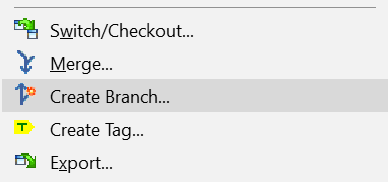 Switch/Checkout...
Merge...
Create Branch...
T
Create Tag...
Export...